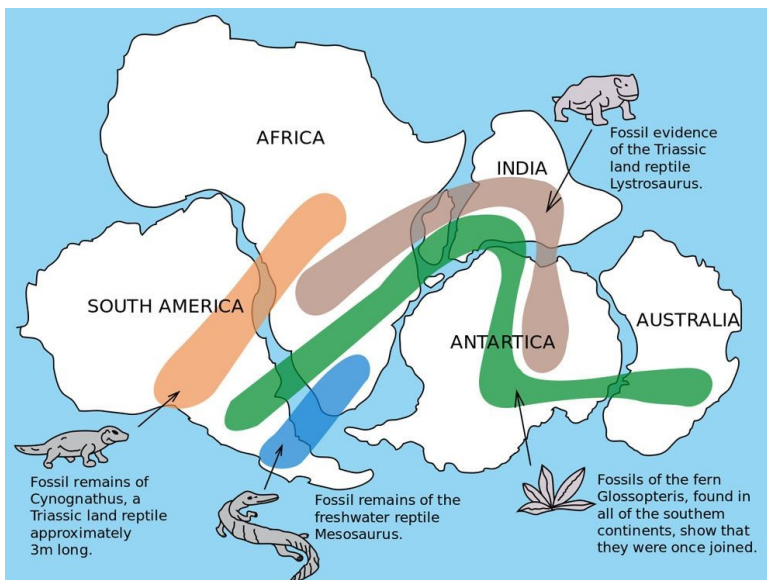 AFRICA
INDIA
Fossil evidence
of the Triassic
land reptile
Lystrosaurus.
SOUTH AMERICA
ANTARTICA
AUSTRALIA
Fossil remains of
Cynognathus, a
Triassic land reptile
approximately
3m long.
Fossil remains of the
freshwater reptile
Mesosaurus.
Fossils of the fern
Glossopteris, found in
all of the southem
continents, show that
they were once joined.